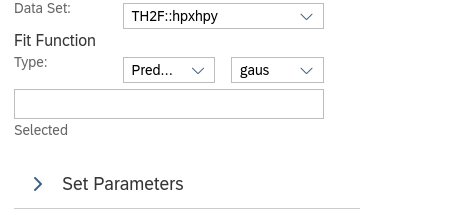 Data Set:
TH2F::hpxhpy
Fit Function
Type:
Pred...
gaus
Selected
Set Parameters